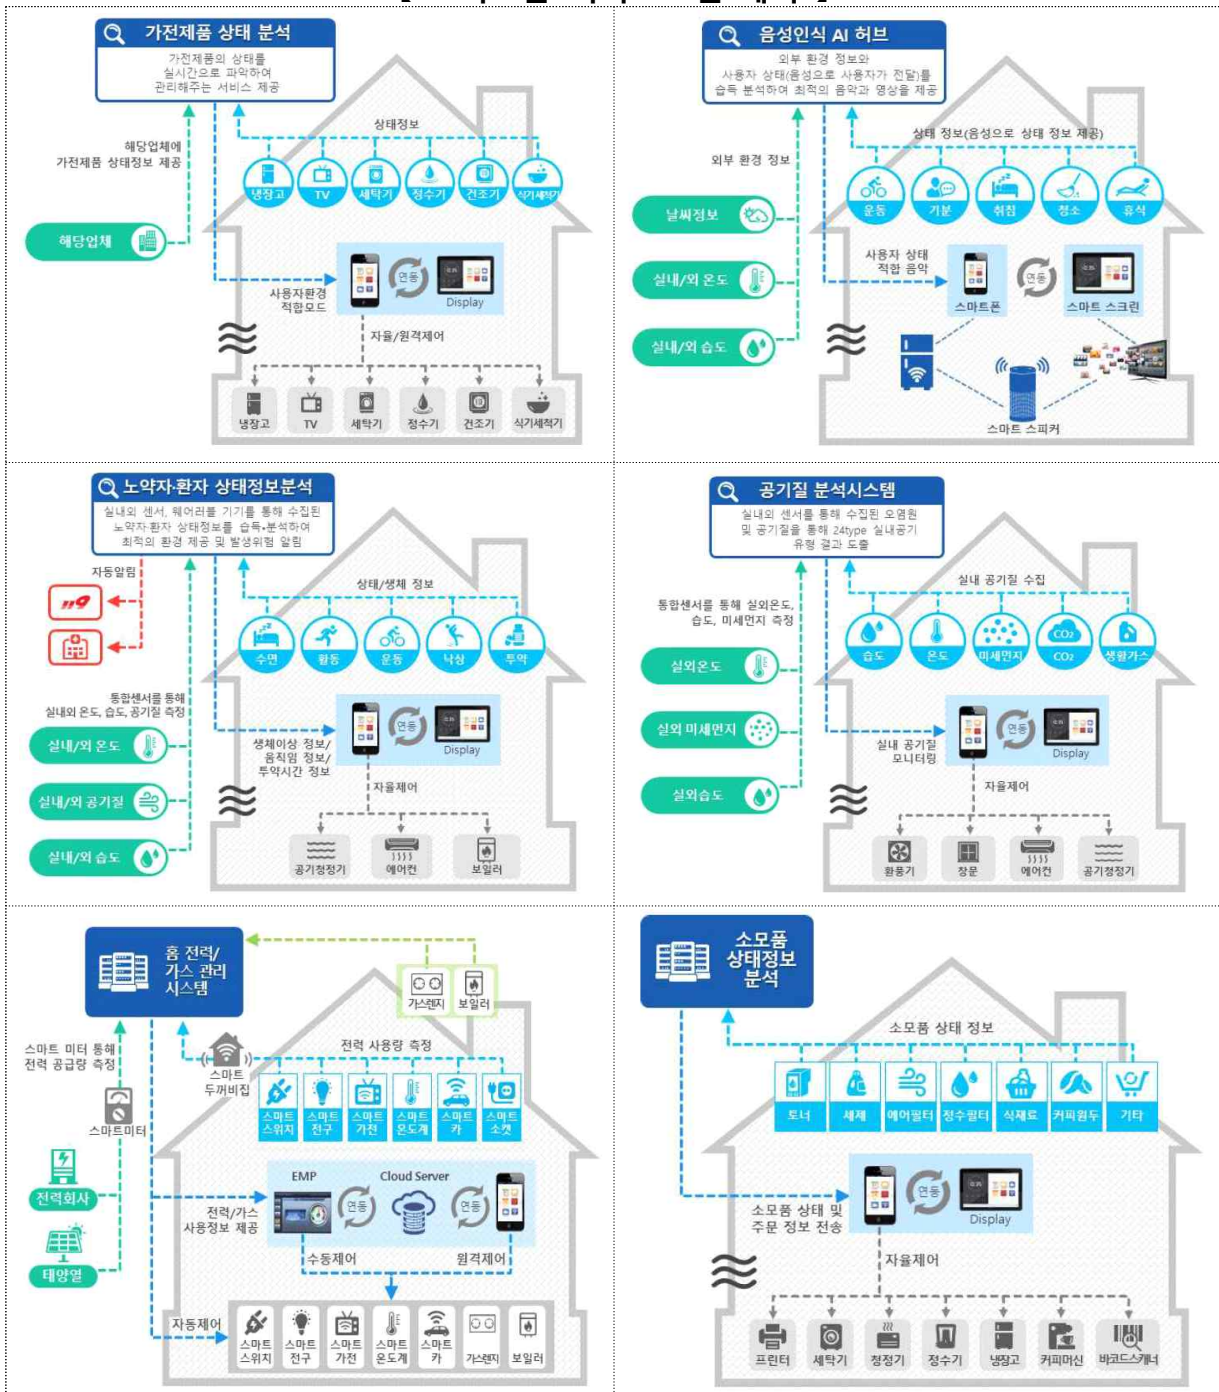 가전제품 상태 분석
가전제품의 상태를
실시간으로 파악하여
관리해주는 서비스 제공
상태정보
해당업체에
가전제품 상태정보 제공
냉장고
TV
세탁기
정수기
건조기
식기세척기
해당업체
연동
Display
사용자환경
적합모드
자율/원격제어
냉장고
TV
세탁기
정수기
건조기
식기세척기
음성인식 AI 허브
외부 환경 정보와
사용자 상태(음성으로 사용자가 전달)를
습득 분석하여 최적의 음악과 영상을 제공
상태 정보(음성으로 상태 정보 제공)
외부 환경 정보
운동
기분
취침
청소
휴식
날씨정보
실내/외 온도
실내/외 습도
사용자 상태
적합 음악
연동
스마트폰
스마트 스크린
스마트 스피커
노약자·환자 상태정보분석
실내외 센서, 웨어러블 기기를 통해 수집된
노약자·환자 상태정보를 습득·분석하여
최적의 환경 제공 및 발생위험 알림
자동알림
119
상태/생체 정보
수면
활동
운동
낙상
투약
통합센서를 통해
실내외 온도, 습도, 공기질 측정
실내/외 온도
실내/외 공기질
실내/외 습도
연동
Display
생체이상 정보/
움직임 정보/
투약시간 정보
자율제어
공기청정기
에어컨
보일러
공기질 분석시스템
실내외 센서를 통해 수집된 오염원
및 공기질을 통해 24type 실내공기
유형 결과 도출
실내 공기질 수집
통합센서를 통해 실외온도,
습도, 미세먼지 측정
습도
온도
미세먼지
CO2
CO2
생활가스
실외온도
실외 미세먼지
실외습도
연동
Display
실내 공기질
모니터링
자율제어
환풍기
창문
에어컨
공기청정기
홈 전력/
가스 관리
시스템
가스렌지
보일러
스마트 미터 통해
전력 공급량 측정
전력 사용량 측정
스마트
두꺼비집
스마트미터
스마트
스위치
스마트
전구
스마트
가전
스마트
온도계
스마트
카
스마트
소켓
전력회사
태양열
EMP
Cloud Server
연동
연동
전력/가스
사용정보 제공
수동제어
원격제어
자동제어
스마트
스위치
스마트
전구
스마트
가전
스마트
온도계
스마트
카
가스렌지
보일러
소모품
상태정보
분석
소모품 상태 정보
토너
세제
에어필터
정수필터
식재료
커피원두
기타
연동
Display
소모품 상태 및
주문 정보 전송
자율제어
프린터
세탁기
청정기
정수기
냉장고
커피머신
바코드스캐너